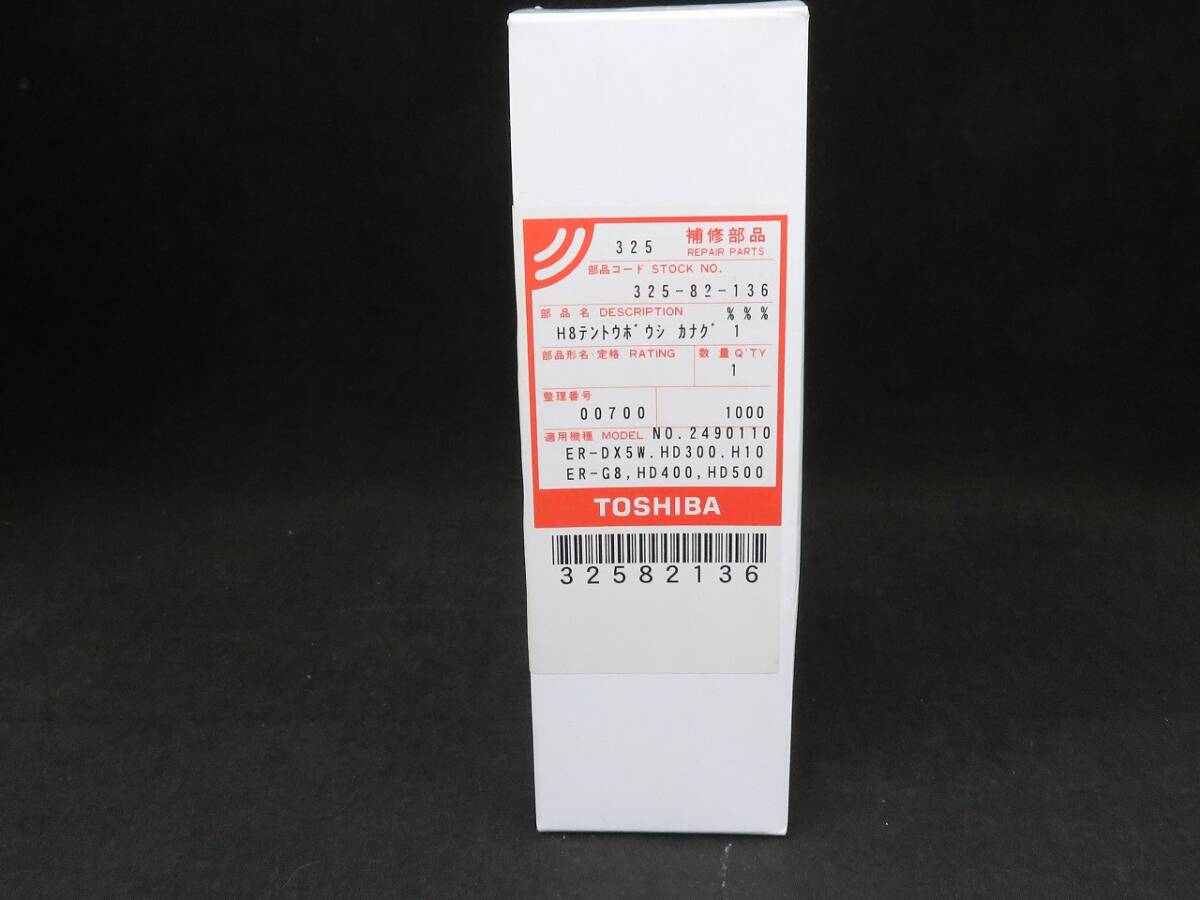 325 補修部品
REPAIR PARTS
部品コード STOCK NO.
325-82-136
部品名 DESCRIPTION %%%
H8テントウボウシ カナグ 1
部品形名・定格 RATING 数量 Q'TY
1
整理番号
00700 1000
適用機種 MODEL NO.2490110
ER-DX5W.HD300.H10
ER-G8,HD400,HD500
TOSHIBA
32582136